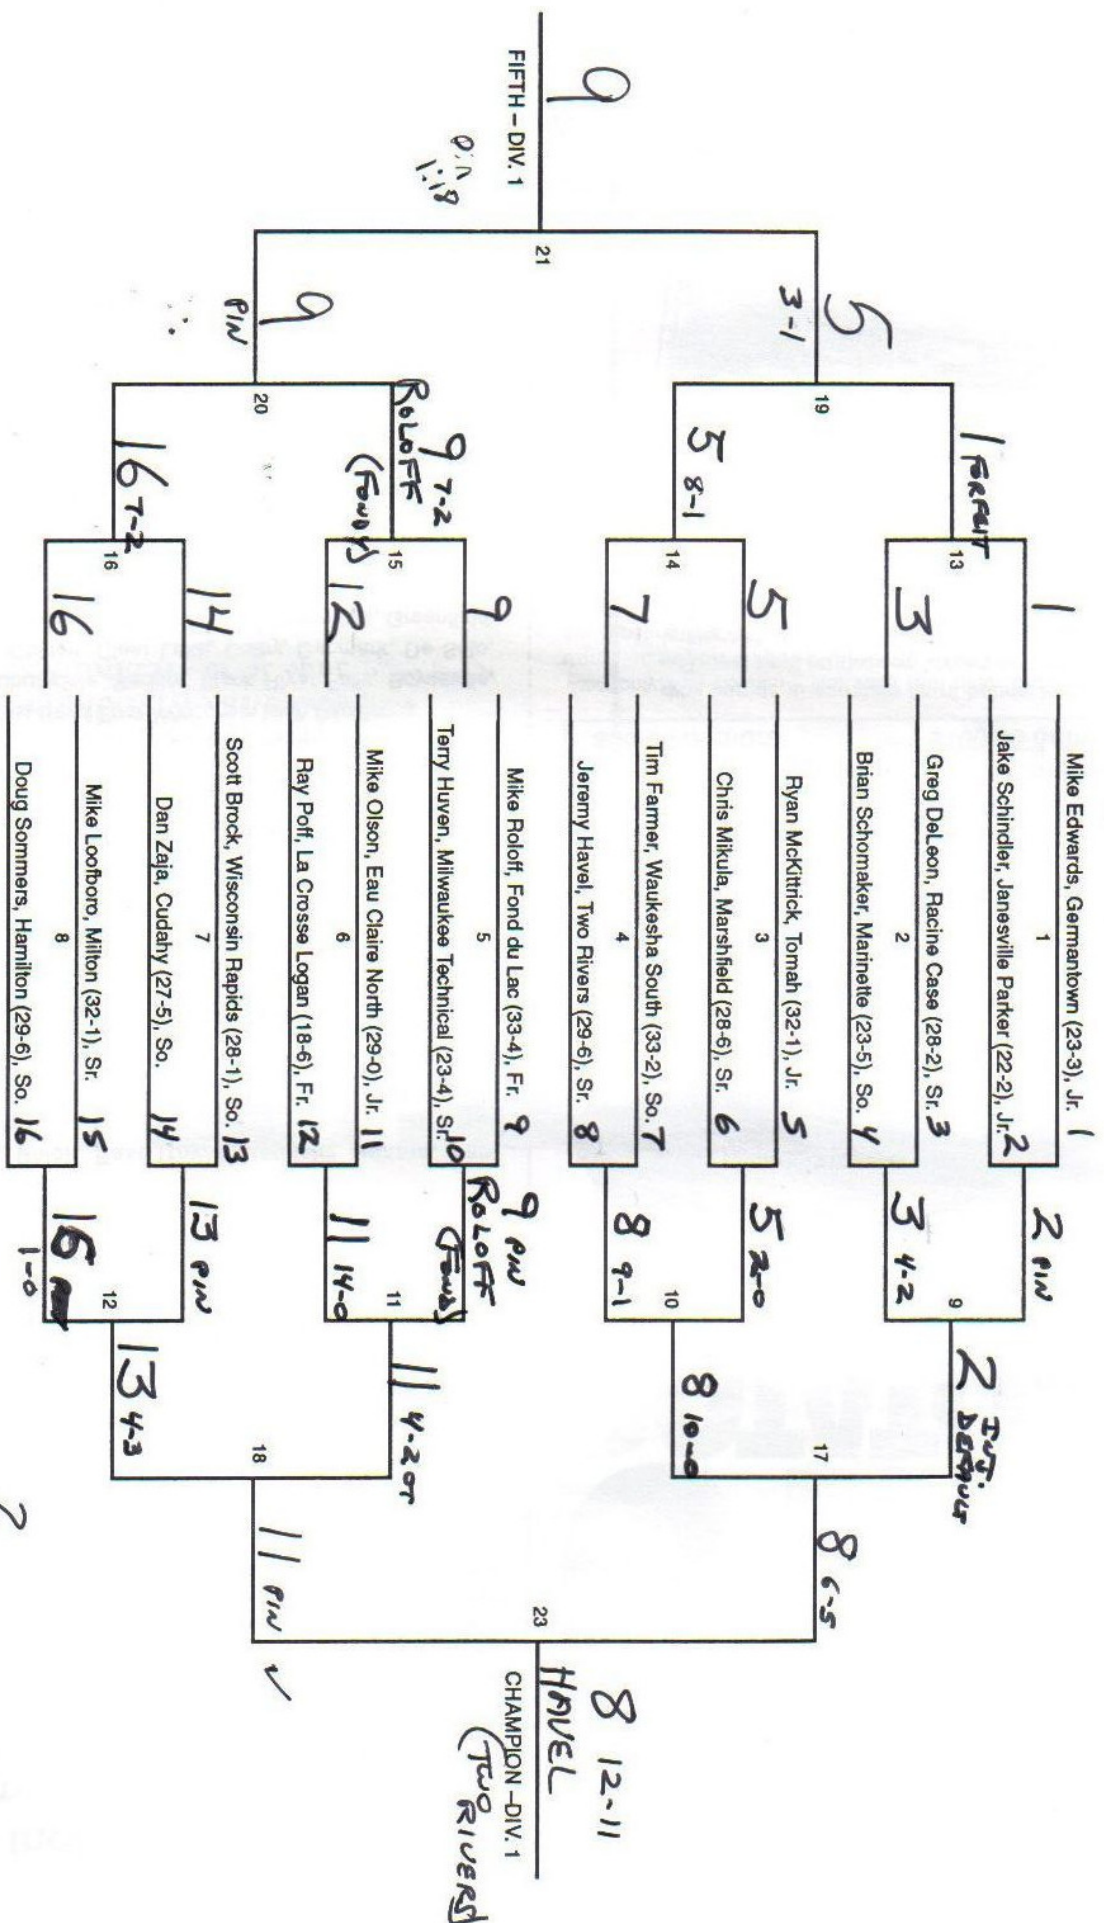 Mike Edwards, Germantown (23-3), Jr. 1
1
Jake Schindler, Janesville Parker (22-2), Jr. 2
Greg DeLeon, Racine Case (28-2), Sr. 3
2
Brian Schomaker, Marinette (23-5), So. 4
Ryan McKittrick, Tomah (32-1), Jr. 5
3
Chris Mikula, Marshfield (28-6), Sr. 6
Tim Farmer, Waukesha South (33-2), So. 7
4
Jeremy Havel, Two Rivers (29-6), Sr. 8
Mike Roloff, Fond du Lac (33-4), Fr. 9
5
Terry Huven, Milwaukee Technical (23-4), Sr. 10
Mike Olson, Eau Claire North (29-0), Jr. 11
6
Ray Poff, La Crosse Logan (18-6), Fr. 12
Scott Brock, Wisconsin Rapids (28-1), So. 13
7
Dan Zaja, Cudahy (27-5), So. 14
Mike Loofboro, Milton (32-1), Sr. 15
8
Doug Sommers, Hamilton (29-6), So. 16
2 PIN
9
3 4-2
5 2-0
10
8 9-1
9 PIN
ROLOFF
(FONDY)
11
11 14-0
13 PIN
12
1-0
2 INJ.
DEFAULT
17
8 10-0
11 4-2 OT
18
13 4-3
8 6-5
23
11 PIN
8 12-11
HAVEL
CHAMPION – DIV. 1
(TWO RIVERS)
1
13
3
5
14
7
9
15
12
14
16
16
1 FORFEIT
19
5 8-1
9 7-2
ROLOFF
(FONDY)
20
16 7-2
5
3-1
21
9
PIN
9
FIFTH – DIV. 1
PIN
1:18
2